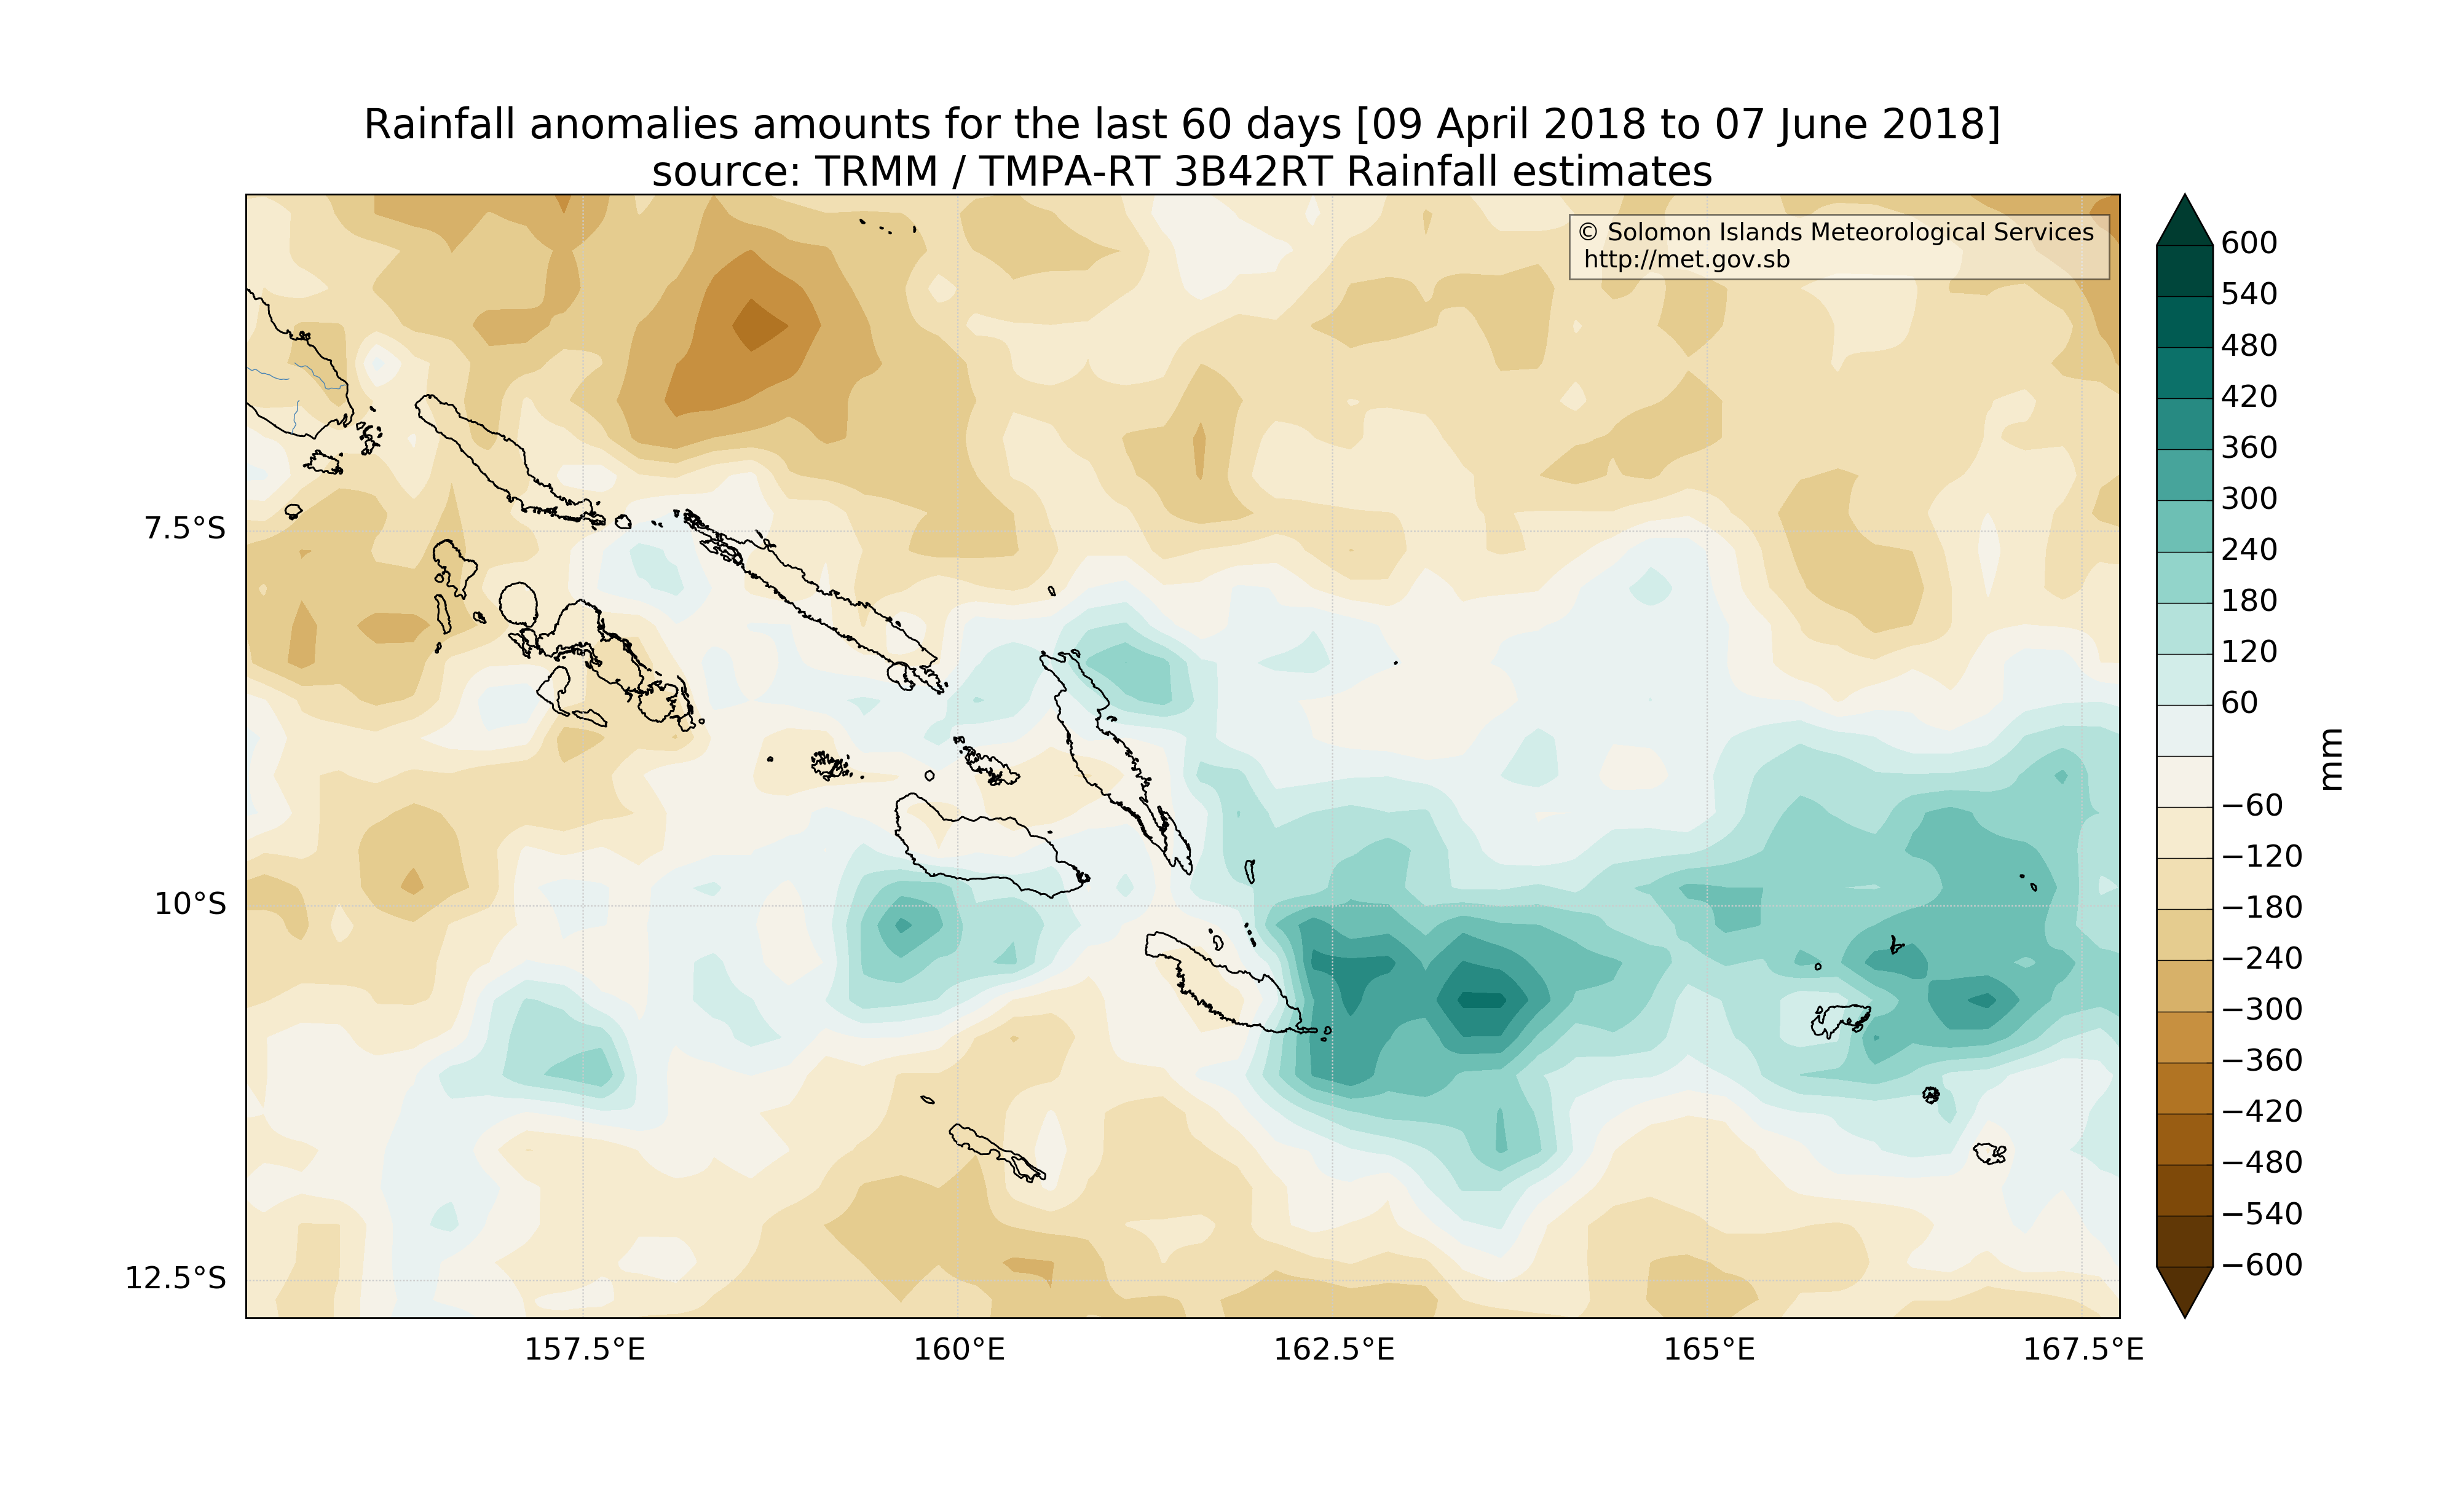 Rainfall anomalies amounts for the last 60 days [09 April 2018 to 07 June 2018]
source: TRMM / TMPA-RT 3B42RT Rainfall estimates
© Solomon Islands Meteorological Services
http://met.gov.sb
7.5°S
10°S
12.5°S
157.5°E
160°E
162.5°E
165°E
167.5°E
600
540
480
420
360
300
240
180
120
60
−60
−120
−180
−240
−300
−360
−420
−480
−540
−600
mm